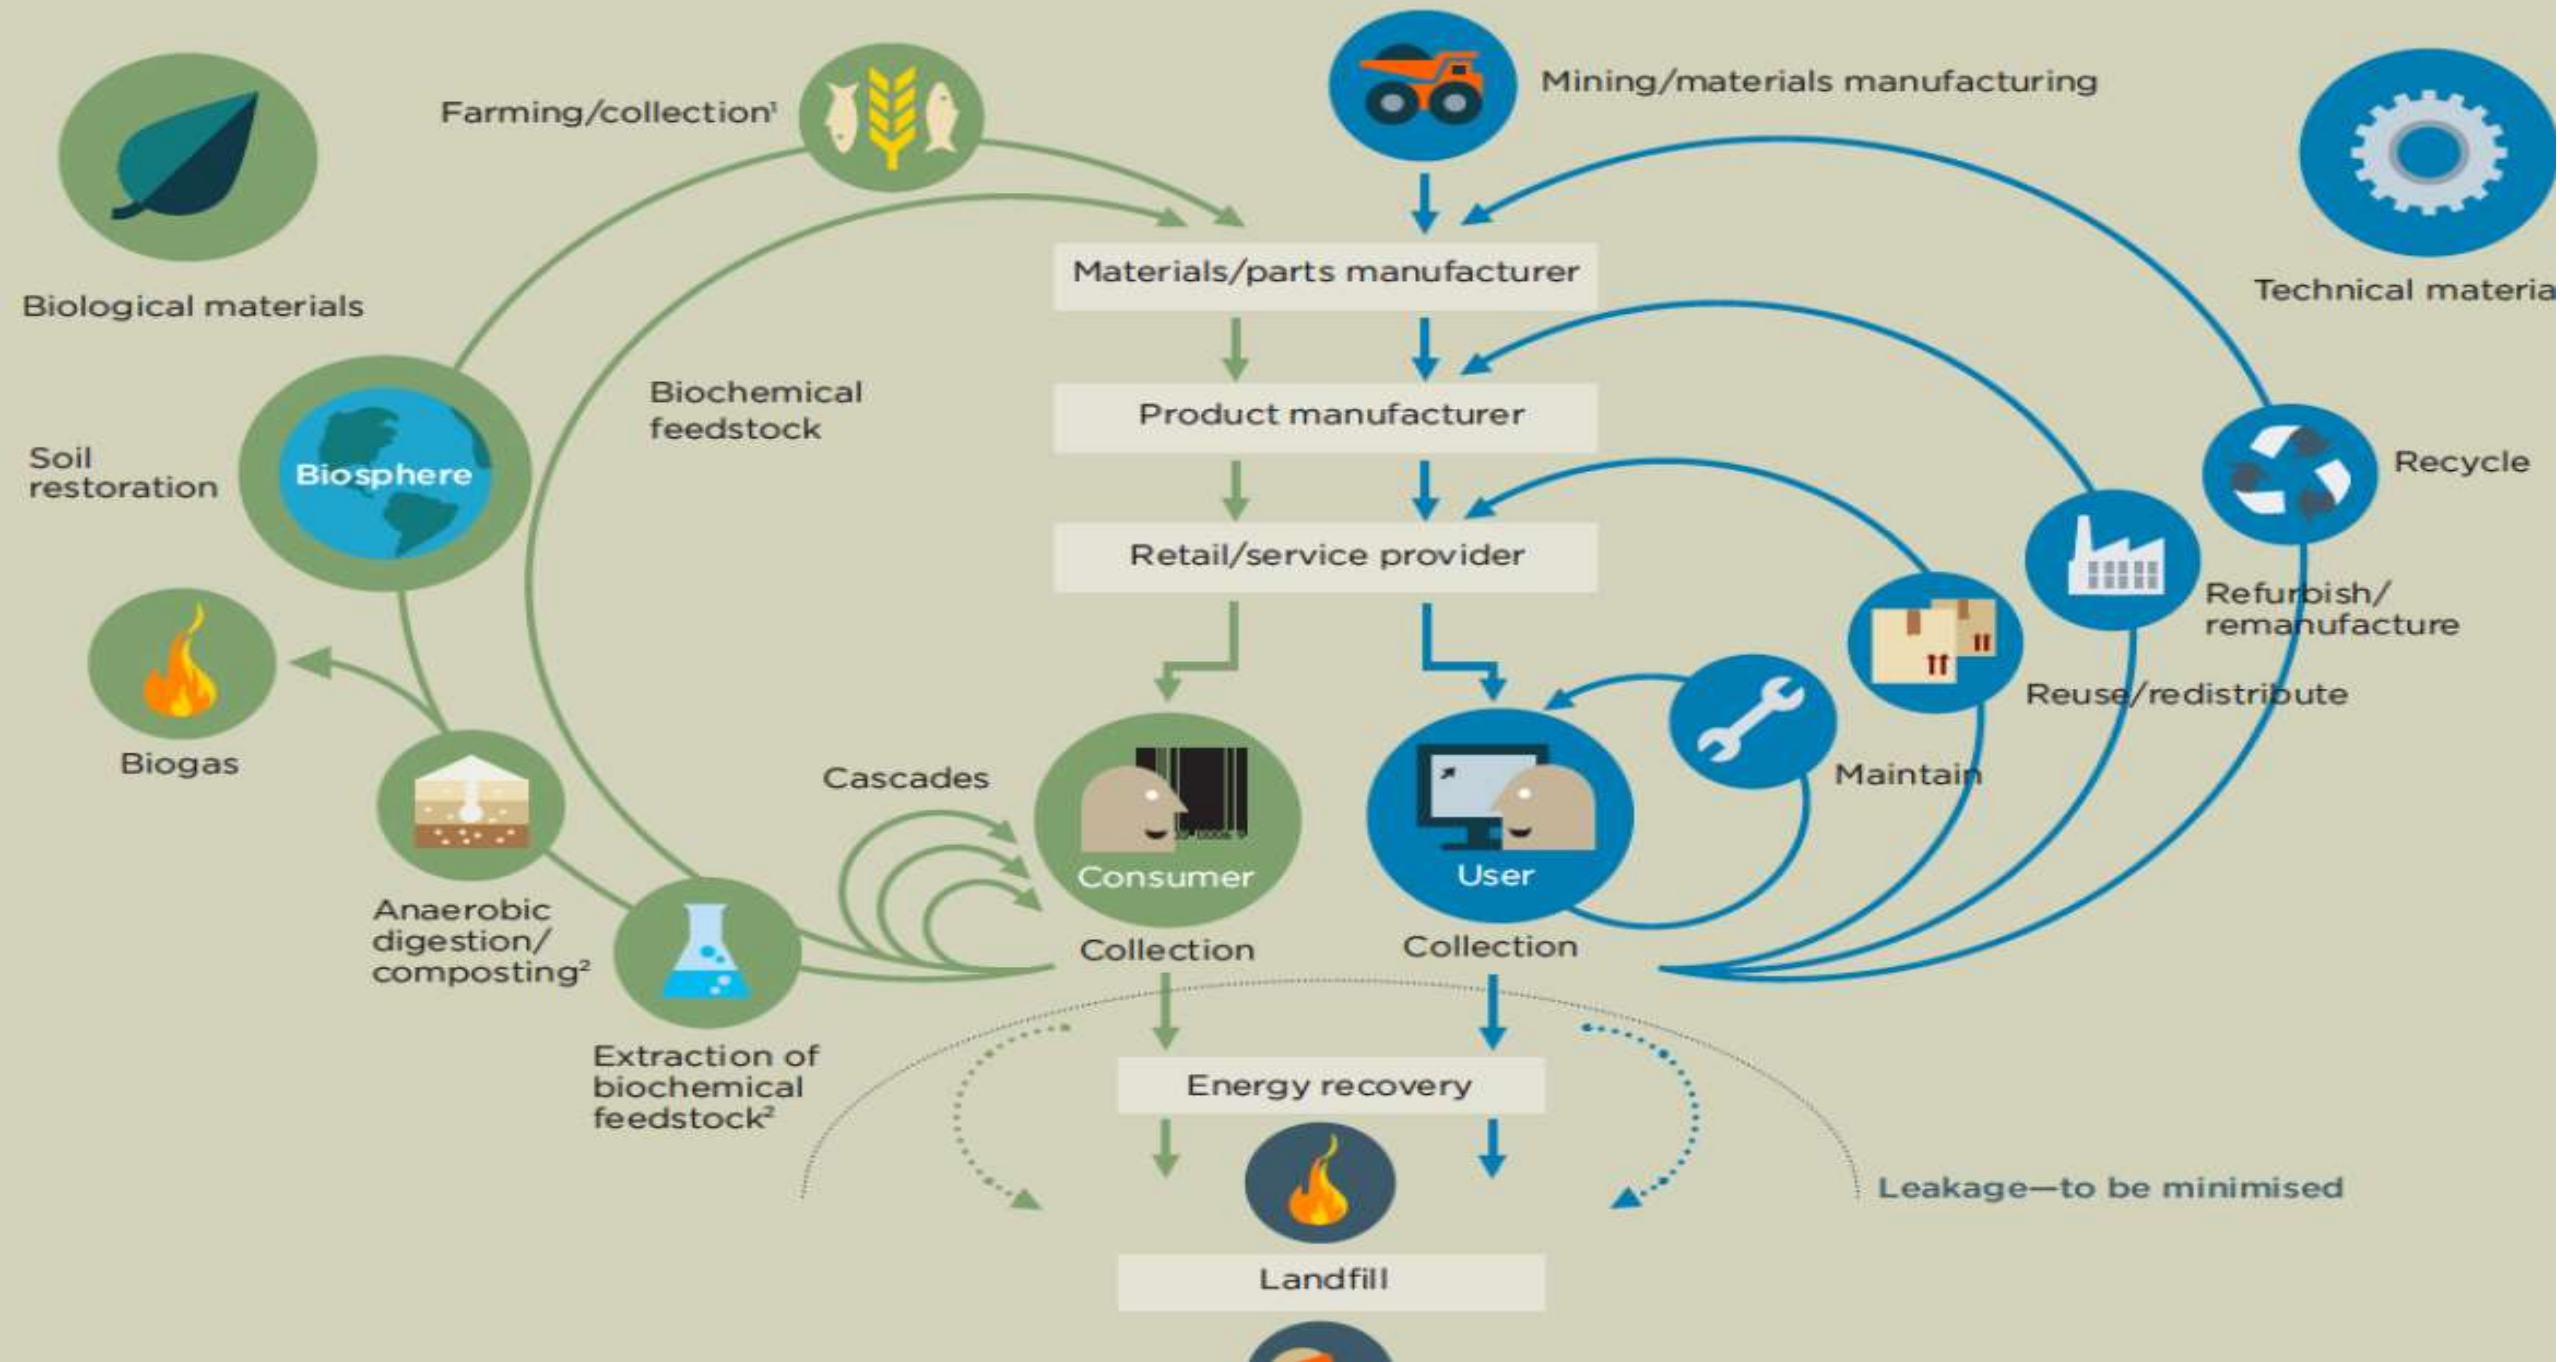 Mining/materials manufacturing
Farming/collection¹
Biological materials
Technical materia
Materials/parts manufacturer
Biochemical
feedstock
Product manufacturer
Soil
restoration
Biosphere
Recycle
Retail/service provider
Refurbish/
remanufacture
Reuse/redistribute
Biogas
Cascades
Maintain
Consumer
User
Anaerobic
digestion/
composting²
Collection
Collection
Extraction of
biochemical
feedstock²
Energy recovery
Leakage—to be minimised
Landfill